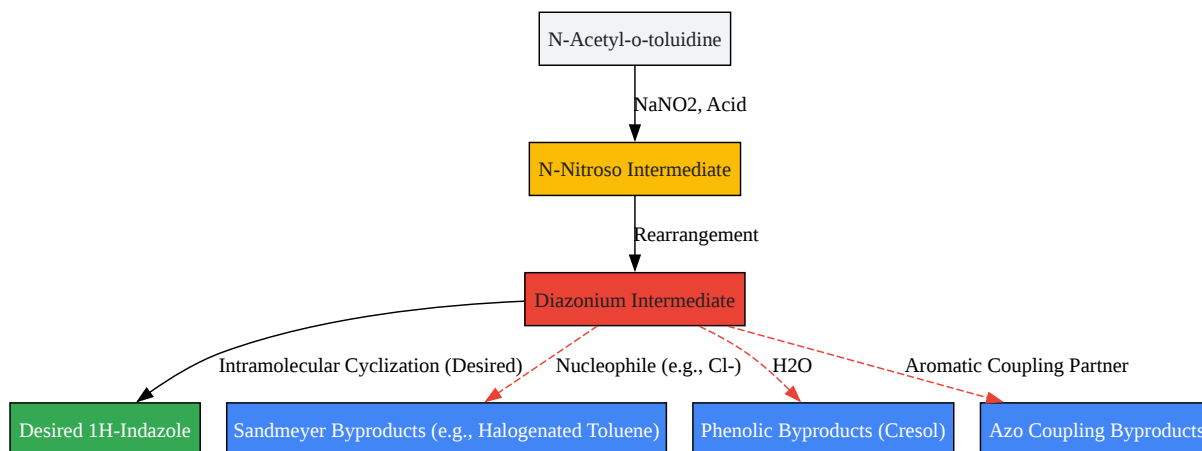 N-Acetyl-o-toluidine
NaNO2, Acid
N-Nitroso Intermediate
Rearrangement
Diazonium Intermediate
Intramolecular Cyclization (Desired)
Nucleophile (e.g., Cl-)
H2O
Aromatic Coupling Partner
Desired 1H-Indazole
Sandmeyer Byproducts (e.g., Halogenated Toluene)
Phenolic Byproducts (Cresol)
Azo Coupling Byproducts